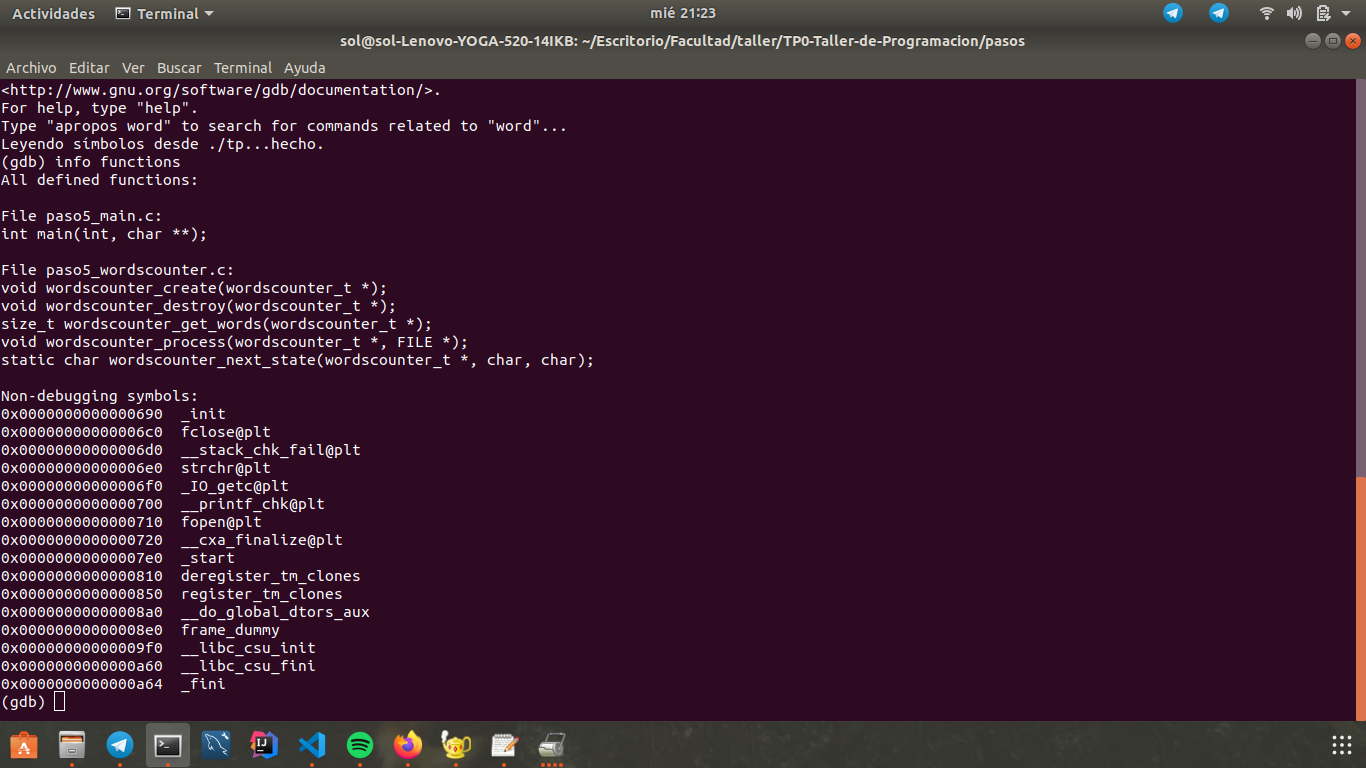 Actividades Terminal mié 21:23
sol@sol-Lenovo-YOGA-520-14IKB: ~/Escritorio/Facultad/taller/TP0-Taller-de-Programacion/pasos
Archivo Editar Ver Buscar Terminal Ayuda
<http://www.gnu.org/software/gdb/documentation/>.
For help, type "help".
Type "apropos word" to search for commands related to "word"...
Leyendo símbolos desde ./tp...hecho.
(gdb) info functions
All defined functions:

File paso5_main.c:
int main(int, char **);

File paso5_wordscounter.c:
void wordscounter_create(wordscounter_t *);
void wordscounter_destroy(wordscounter_t *);
size_t wordscounter_get_words(wordscounter_t *);
void wordscounter_process(wordscounter_t *, FILE *);
static char wordscounter_next_state(wordscounter_t *, char, char);

Non-debugging symbols:
0x0000000000000690  _init
0x00000000000006c0  fclose@plt
0x00000000000006d0  __stack_chk_fail@plt
0x00000000000006e0  strchr@plt
0x00000000000006f0  _IO_getc@plt
0x0000000000000700  __printf_chk@plt
0x0000000000000710  fopen@plt
0x0000000000000720  __cxa_finalize@plt
0x00000000000007e0  _start
0x0000000000000810  deregister_tm_clones
0x0000000000000850  register_tm_clones
0x00000000000008a0  __do_global_dtors_aux
0x00000000000008e0  frame_dummy
0x00000000000009f0  __libc_csu_init
0x0000000000000a60  __libc_csu_fini
0x0000000000000a64  _fini
(gdb)